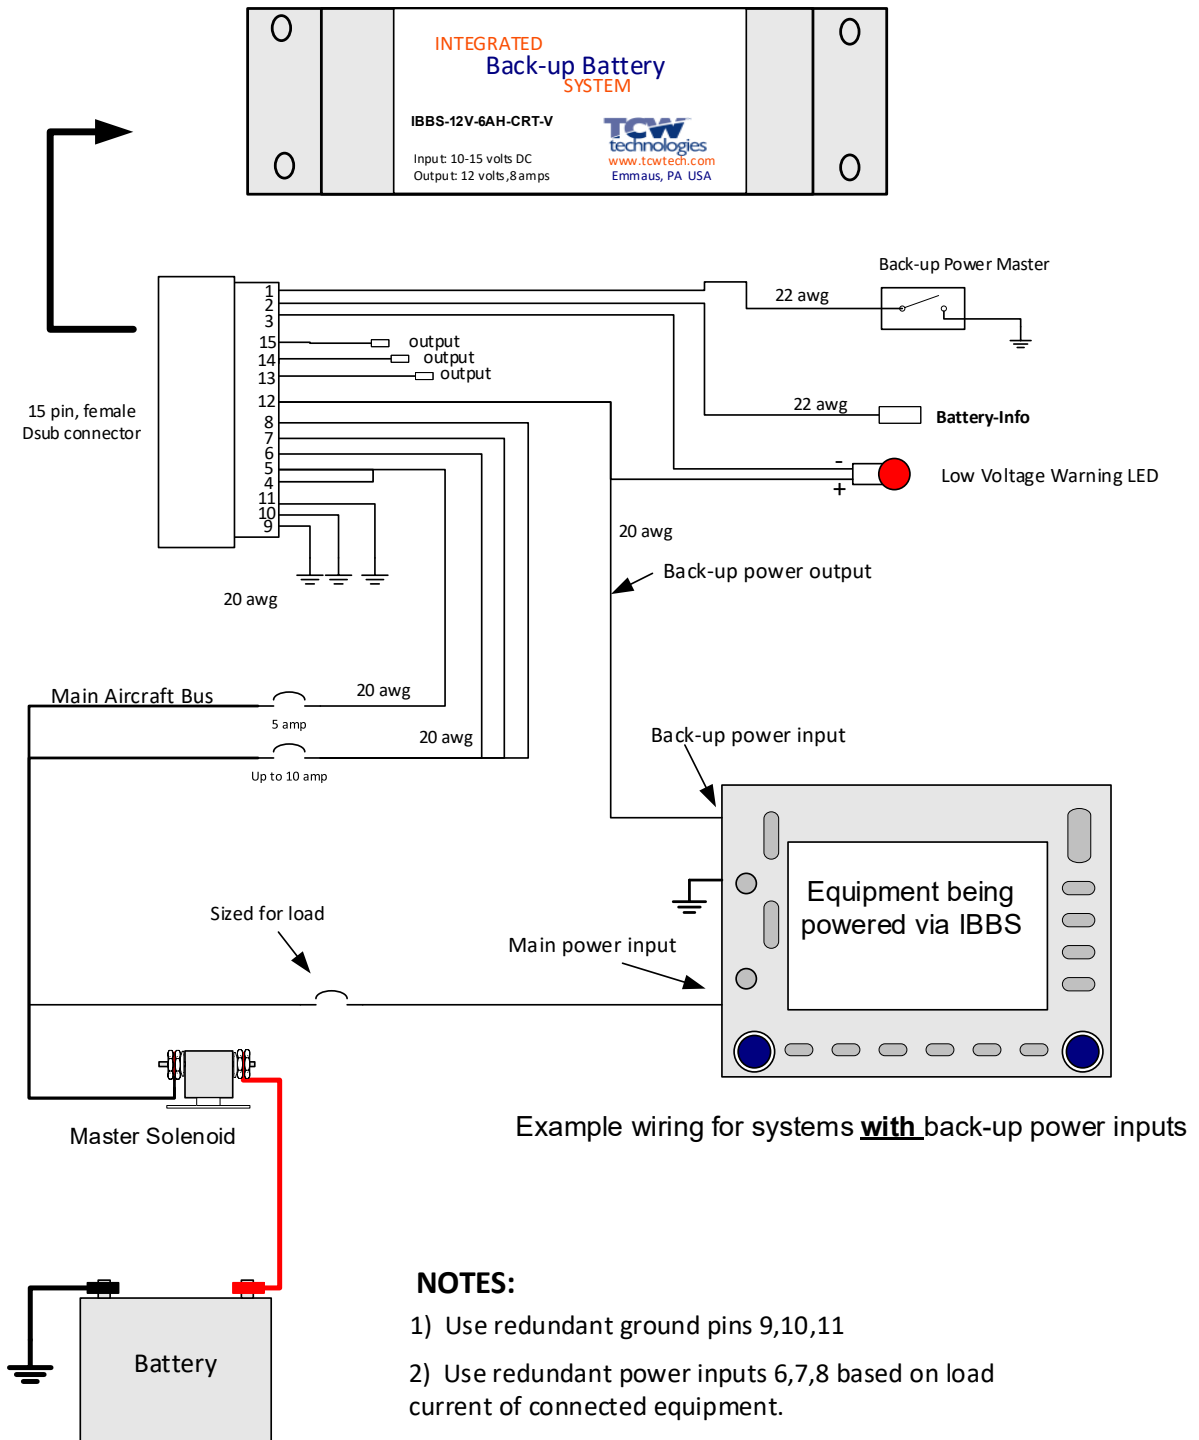 INTEGRATED
Back-up Battery
SYSTEM
IBBS-12V-6AH-CRT-V
TCW
technologies
www.tcwtech.com
Emmaus, PA USA
Input: 10-15 volts DC
Output: 12 volts,8amps
Back-up Power Master
22 awg
1
2
3
15
14
13
12
8
7
6
5
4
11
10
9
output
output
output
15 pin, female
Dsub connector
22 awg
Battery-Info
-
+
Low Voltage Warning LED
20 awg
Back-up power output
20 awg
Main Aircraft Bus
20 awg
5 amp
20 awg
Up to 10 amp
Back-up power input
Equipment being
powered via IBBS
Sized for load
Main power input
Master Solenoid
Example wiring for systems with back-up power inputs
Battery
NOTES:
1) Use redundant ground pins 9,10,11
2) Use redundant power inputs 6,7,8 based on load
current of connected equipment.